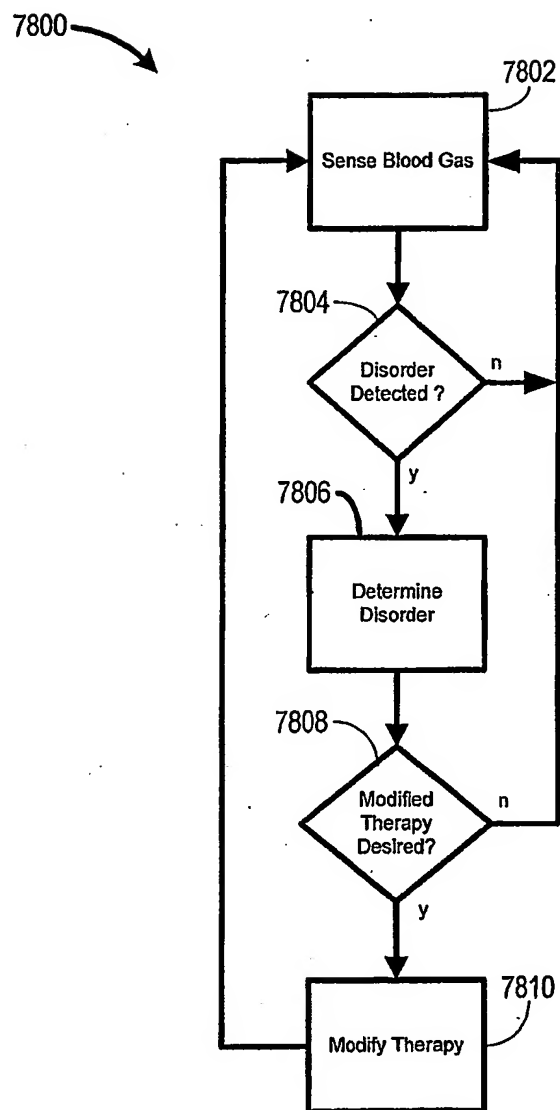 7800
7802
Sense Blood Gas
7804
Disorder
Detected ?
n
y
7806
Determine
Disorder
7808
Modified
Therapy
Desired?
n
y
7810
Modify Therapy